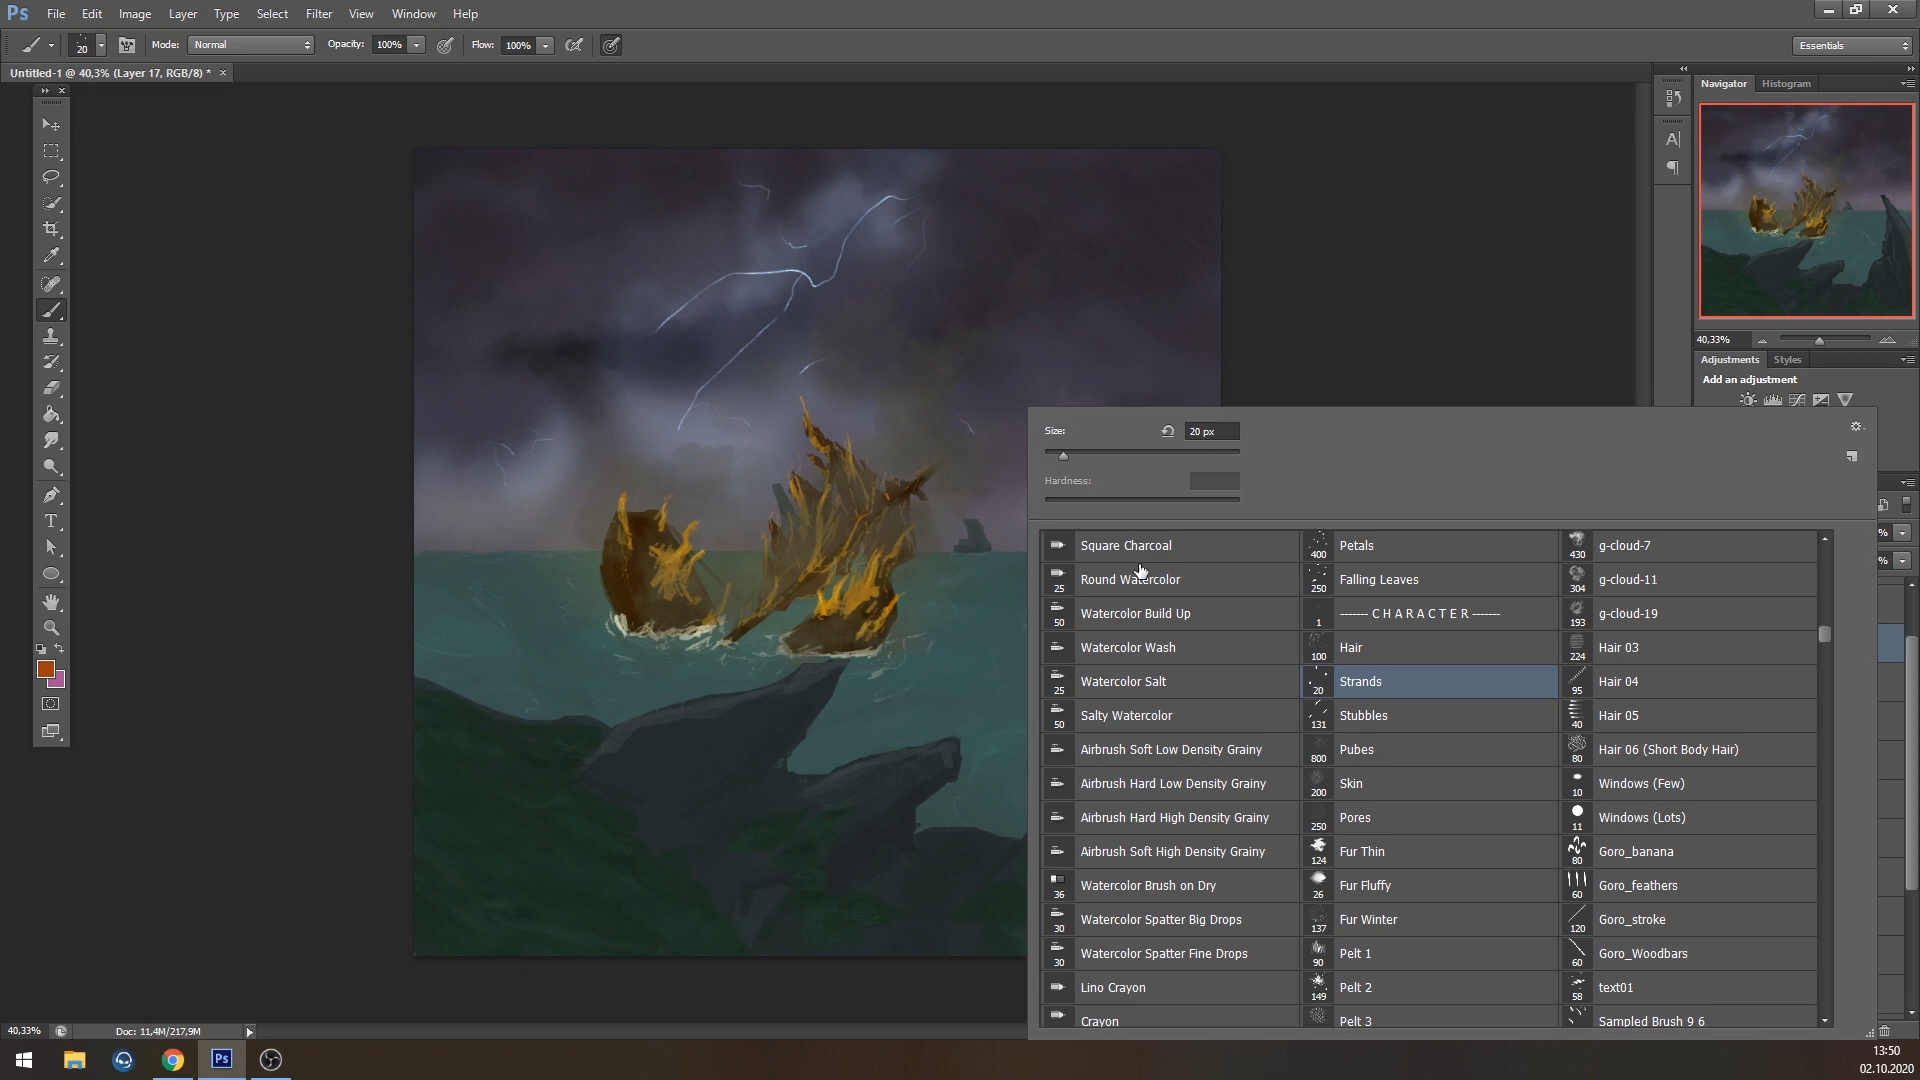 Ps File Edit Image Layer Type Select Filter View Window Help
20 Mode: Normal Opacity: 100% Flow: 100% Essentials
Untitled-1 @ 40,3% (Layer 17, RGB/8) * ×
Navigator Histogram
40,33%
Adjustments Styles
Add an adjustment
Size: 20 px
Hardness:
%
%
Square Charcoal
25 Round Watercolor
50 Watercolor Build Up
Watercolor Wash
25 Watercolor Salt
50 Salty Watercolor
Airbrush Soft Low Density Grainy
Airbrush Hard Low Density Grainy
Airbrush Hard High Density Grainy
Airbrush Soft High Density Grainy
36 Watercolor Brush on Dry
30 Watercolor Spatter Big Drops
30 Watercolor Spatter Fine Drops
Lino Crayon
Crayon
400 Petals
250 Falling Leaves
1 ------- C H A R A C T E R -------
100 Hair
20 Strands
131 Stubbles
800 Pubes
200 Skin
250 Pores
124 Fur Thin
26 Fur Fluffy
137 Fur Winter
90 Pelt 1
149 Pelt 2
Pelt 3
430 g-cloud-7
304 g-cloud-11
193 g-cloud-19
224 Hair 03
95 Hair 04
40 Hair 05
80 Hair 06 (Short Body Hair)
10 Windows (Few)
11 Windows (Lots)
80 Goro_banana
60 Goro_feathers
120 Goro_stroke
60 Goro_Woodbars
58 text01
Sampled Brush 9 6
40,33% Doc: 11,4M/217,9M
Ps
13:50
02.10.2020